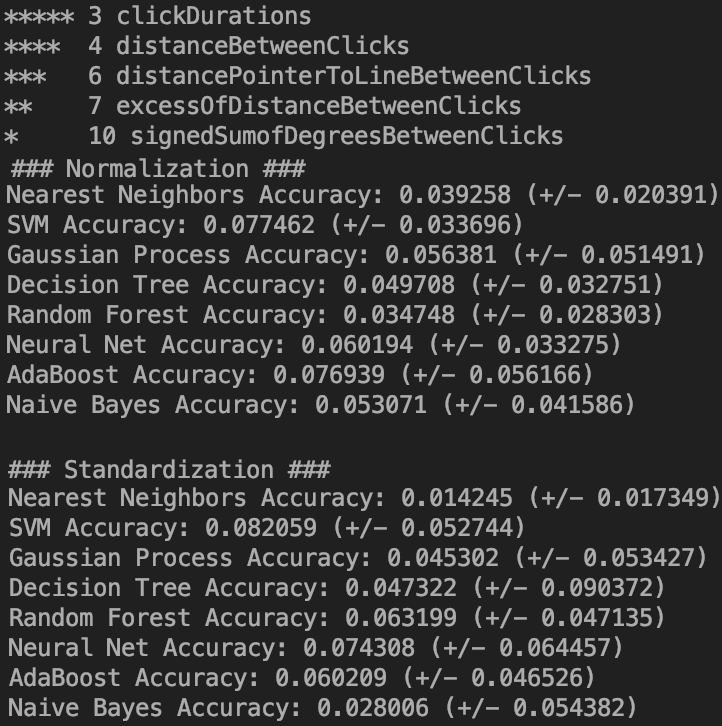 ***** 3 clickDurations
**** 4 distanceBetweenClicks
*** 6 distancePointerToLineBetweenClicks
** 7 excessOfDistanceBetweenClicks
* 10 signedSumofDegreesBetweenClicks
### Normalization ###
Nearest Neighbors Accuracy: 0.039258 (+/- 0.020391)
SVM Accuracy: 0.077462 (+/- 0.033696)
Gaussian Process Accuracy: 0.056381 (+/- 0.051491)
Decision Tree Accuracy: 0.049708 (+/- 0.032751)
Random Forest Accuracy: 0.034748 (+/- 0.028303)
Neural Net Accuracy: 0.060194 (+/- 0.033275)
AdaBoost Accuracy: 0.076939 (+/- 0.056166)
Naive Bayes Accuracy: 0.053071 (+/- 0.041586)
### Standardization ###
Nearest Neighbors Accuracy: 0.014245 (+/- 0.017349)
SVM Accuracy: 0.082059 (+/- 0.052744)
Gaussian Process Accuracy: 0.045302 (+/- 0.053427)
Decision Tree Accuracy: 0.047322 (+/- 0.090372)
Random Forest Accuracy: 0.063199 (+/- 0.047135)
Neural Net Accuracy: 0.074308 (+/- 0.064457)
AdaBoost Accuracy: 0.060209 (+/- 0.046526)
Naive Bayes Accuracy: 0.028006 (+/- 0.054382)